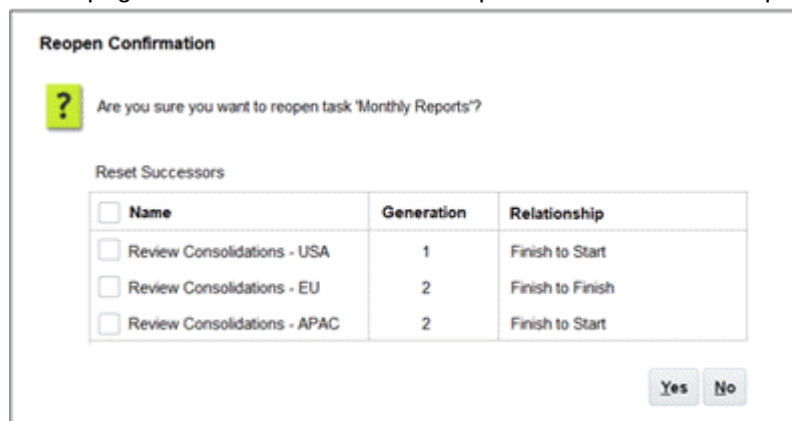 Reopen Confirmation
?
Are you sure you want to reopen task 'Monthly Reports'?
Reset Successors
Name Generation Relationship
Review Consolidations - USA 1 Finish to Start
Review Consolidations - EU 2 Finish to Finish
Review Consolidations - APAC 2 Finish to Start
Yes No